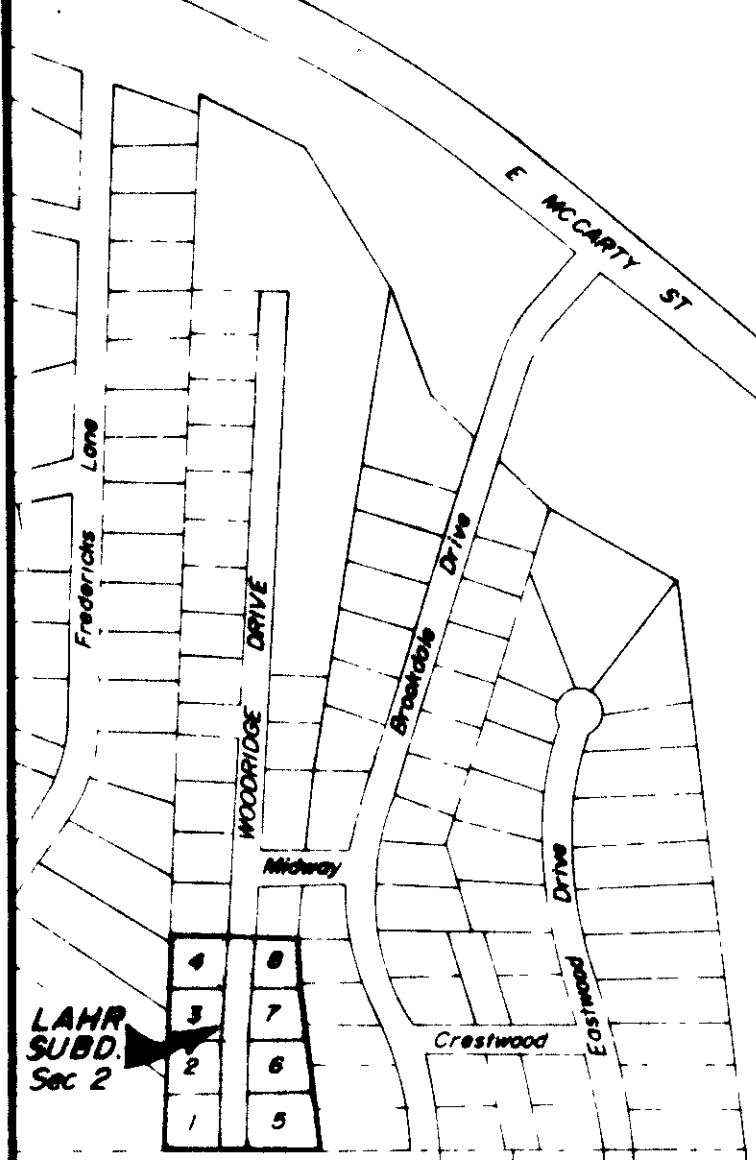 E MCCARTY ST
Fredericks Lane
WOODRIDGE DRIVE
Brookdale Drive
Midway
Drive
Eastwood
Crestwood
4 8
3 7
2 6
1 5
LAHR
SUBD.
Sec 2